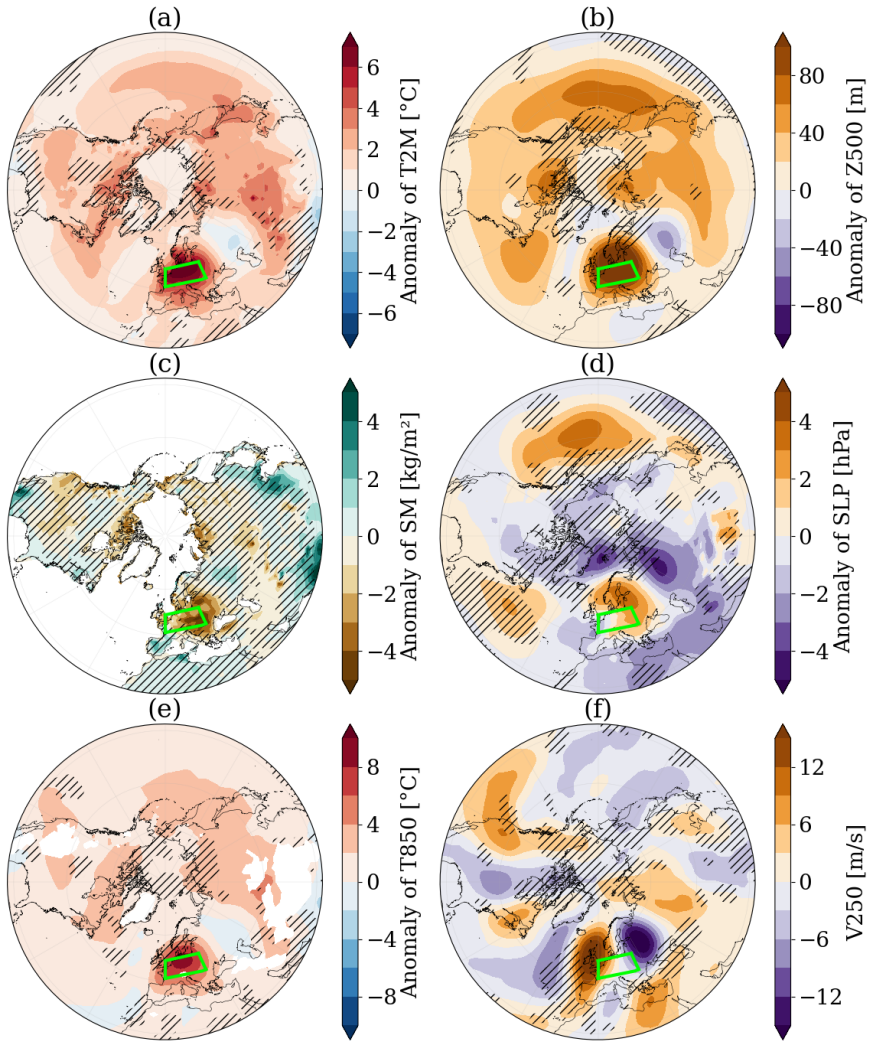 (a)
6
4
2
0
−2
−4
−6
Anomaly of T2M [°C]
(b)
80
40
0
−40
−80
Anomaly of Z500 [m]
(c)
4
2
0
−2
−4
Anomaly of SM [kg/m²]
(d)
4
2
0
−2
−4
Anomaly of SLP [hPa]
(e)
8
4
0
−4
−8
Anomaly of T850 [°C]
(f)
12
6
0
−6
−12
V250 [m/s]